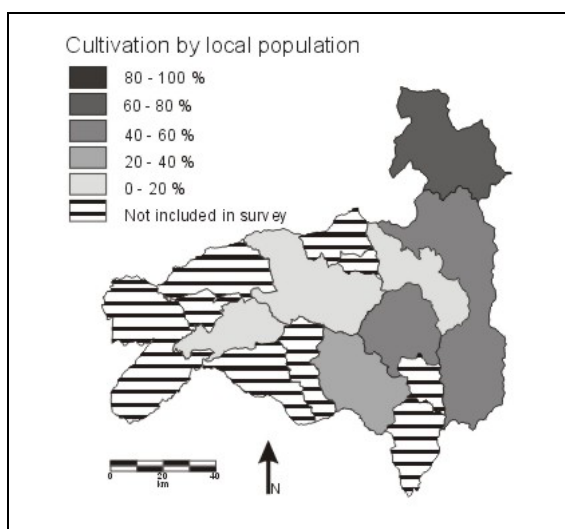 Cultivation by local population
80 - 100 %
60 - 80 %
40 - 60 %
20 - 40 %
0 - 20 %
Not included in survey
0 20 40
km
N